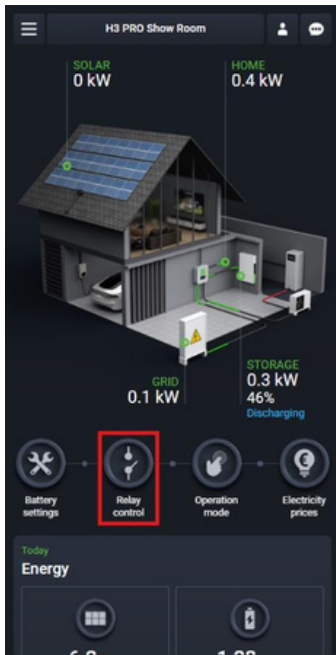 H3 PRO Show Room
SOLAR
0 kW
HOME
0.4 kW
GRID
0.1 kW
STORAGE
0.3 kW
46%
Discharging
Battery
settings
Relay
control
Operation
mode
Electricity
prices
Today
Energy